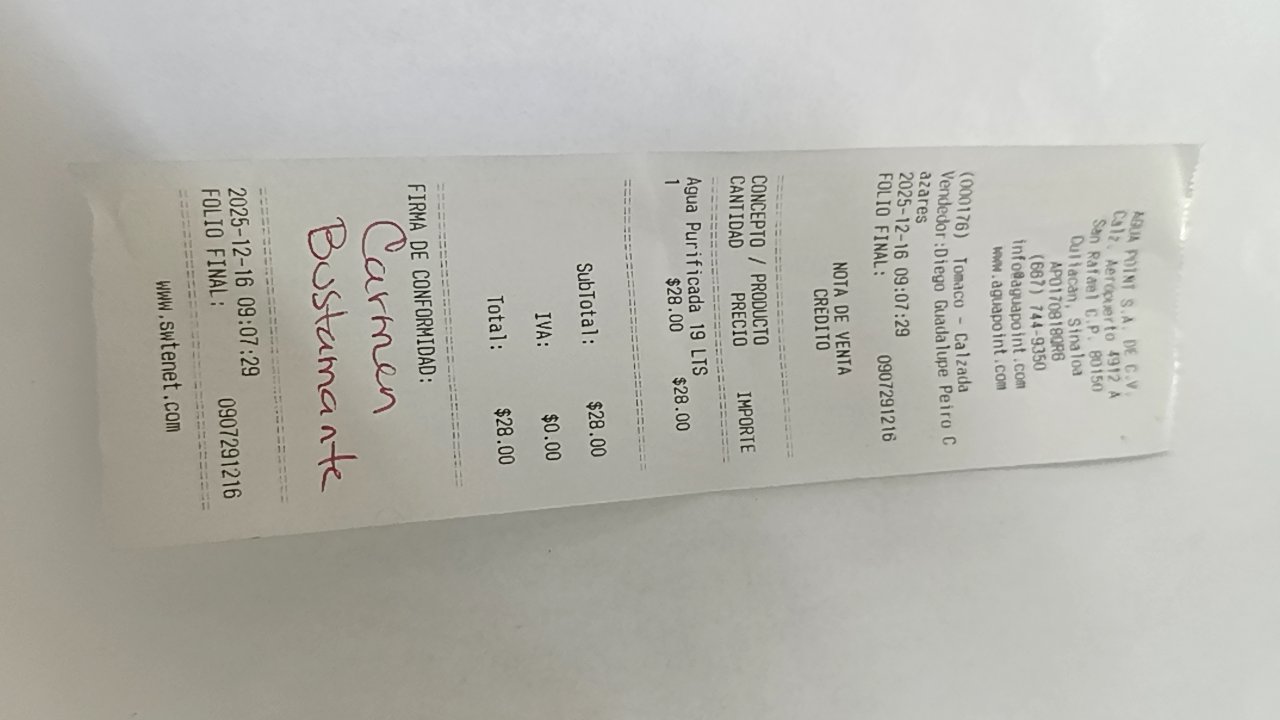 AQUA POINT S.A. DE C.V.
Calz. Aeropuerto 4912 A
San Rafael C.P. 80150
Culiacan, Sinaloa
(667) 744-9350
info@aguapoint.com
www.aguapoint.com
(000176) Tomaco - Calzada
Vendedor:Diego Guadalupe Peiro C
azares
2025-12-16 09:07:29
FOLIO FINAL: 0907291216
NOTA DE VENTA
CREDITO
CONCEPTO / PRODUCTO
CANTIDAD PRECIO IMPORTE
Agua Purificada 19 LTS
1 $28.00 $28.00
SubTotal: $28.00
IVA: $0.00
Total: $28.00
FIRMA DE CONFORMIDAD:
Carmen
Bustamante
2025-12-16 09:07:29
FOLIO FINAL: 0907291216
www.swtenet.com